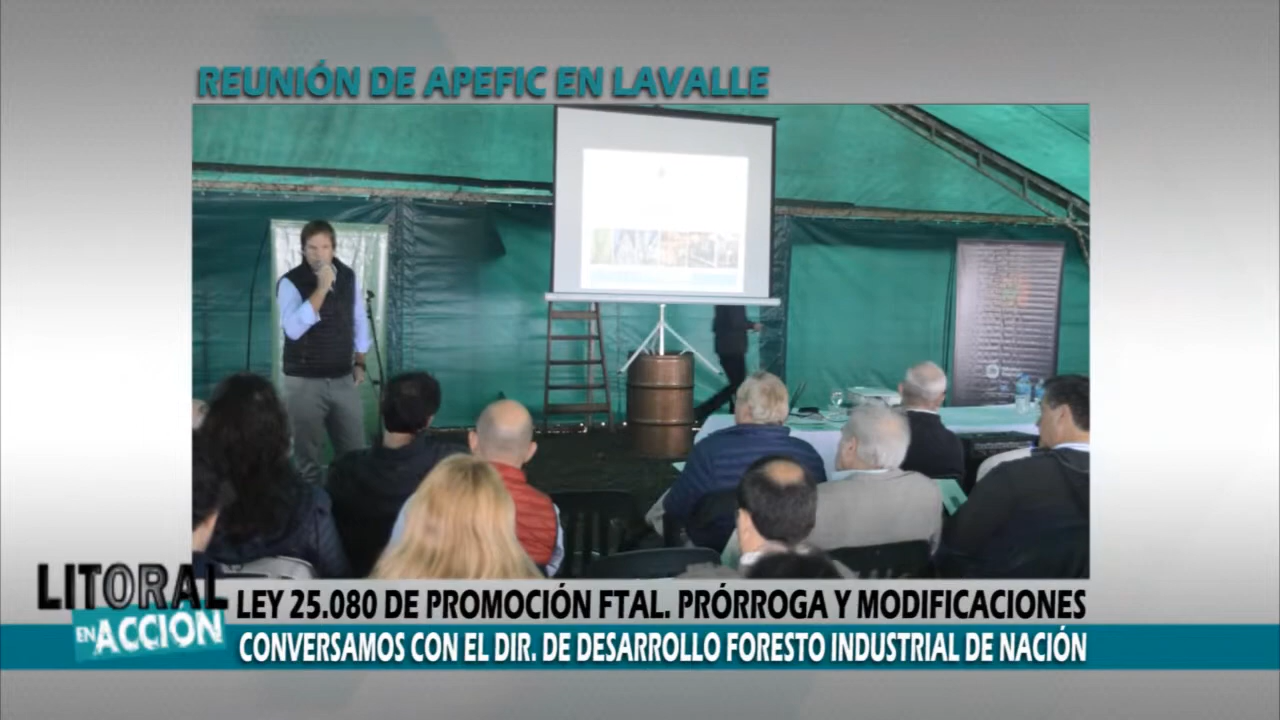 REUNIÓN DE APEFIC EN LAVALLE
LITORAL
EN ACCIÓN
LEY 25.080 DE PROMOCIÓN FTAL. PRÓRROGA Y MODIFICACIONES
CONVERSAMOS CON EL DIR. DE DESARROLLO FORESTO INDUSTRIAL DE NACIÓN